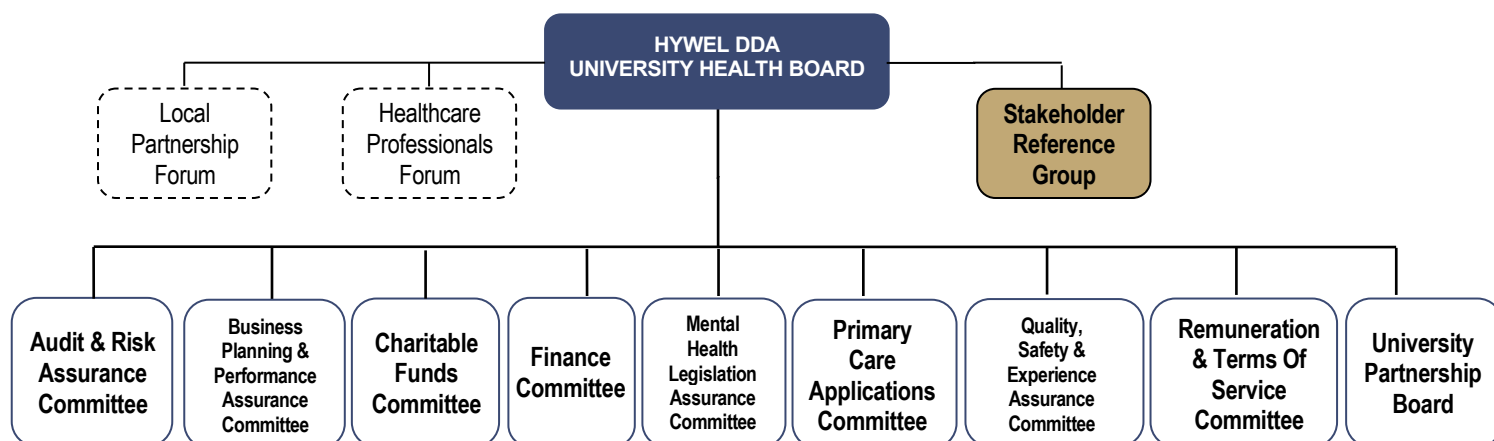 HYWEL DDA
UNIVERSITY HEALTH BOARD
Local
Partnership
Forum
Healthcare
Professionals
Forum
Stakeholder
Reference
Group
Audit & Risk
Assurance
Committee
Business
Planning &
Performance
Assurance
Committee
Charitable
Funds
Committee
Finance
Committee
Mental
Health
Legislation
Assurance
Committee
Primary
Care
Applications
Committee
Quality,
Safety &
Experience
Assurance
Committee
Remuneration
& Terms Of
Service
Committee
University
Partnership
Board